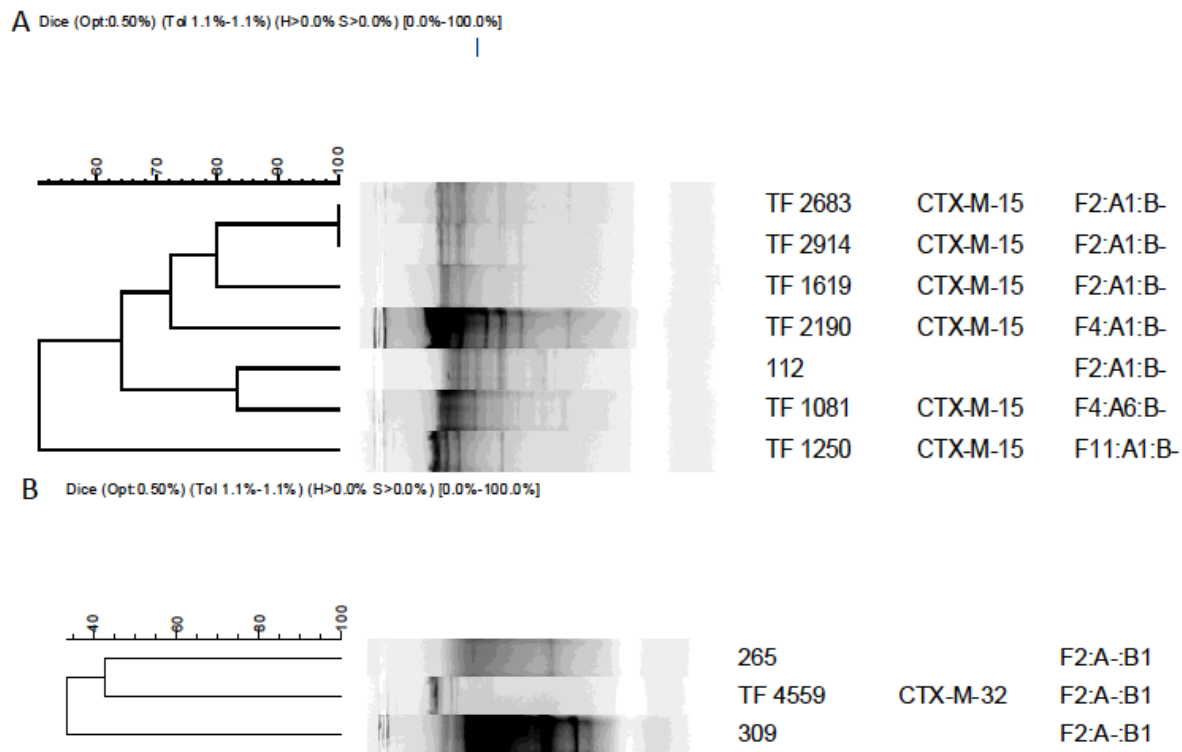 A Dice (Opt:0.50%) (Tol 1.1%-1.1%) (H>0.0% S>0.0%) [0.0%-100.0%]
60 70 80 90 100
TF 2683 CTX-M-15 F2:A1:B-
TF 2914 CTX-M-15 F2:A1:B-
TF 1619 CTX-M-15 F2:A1:B-
TF 2190 CTX-M-15 F4:A1:B-
112 F2:A1:B-
TF 1081 CTX-M-15 F4:A6:B-
TF 1250 CTX-M-15 F11:A1:B-
B Dice (Opt:0.50%) (Tol 1.1%-1.1%) (H>0.0% S>0.0%) [0.0%-100.0%]
40 60 80 100
265 F2:A-:B1
TF 4559 CTX-M-32 F2:A-:B1
309 F2:A-:B1